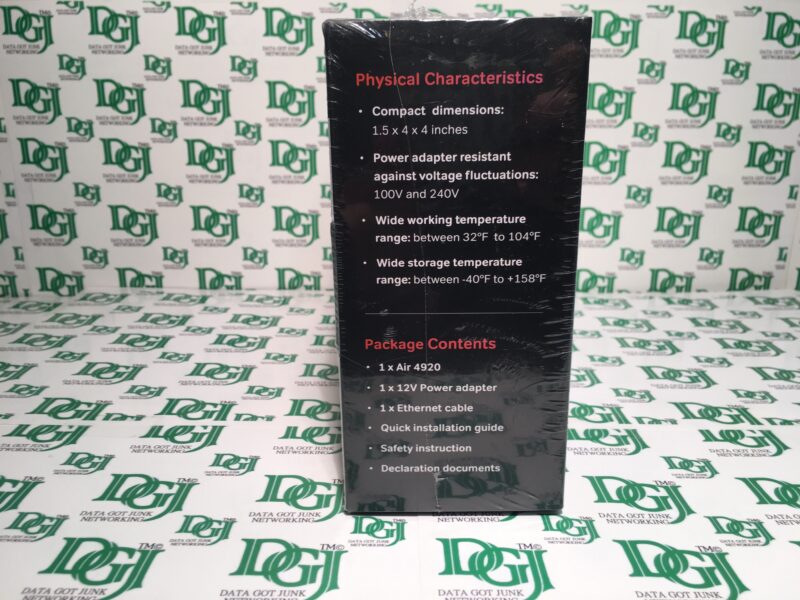 Physical Characteristics
• Compact dimensions:
1.5 x 4 x 4 inches
• Power adapter resistant
against voltage fluctuations:
100V and 240V
• Wide working temperature
range: between 32°F to 104°F
• Wide storage temperature
range: between -40°F to +158°F
Package Contents
• 1 x Air 4920
• 1 x 12V Power adapter
• 1 x Ethernet cable
• Quick installation guide
• Safety instruction
• Declaration documents
DGJ TM©
DATA GOT JUNK
NETWORKING